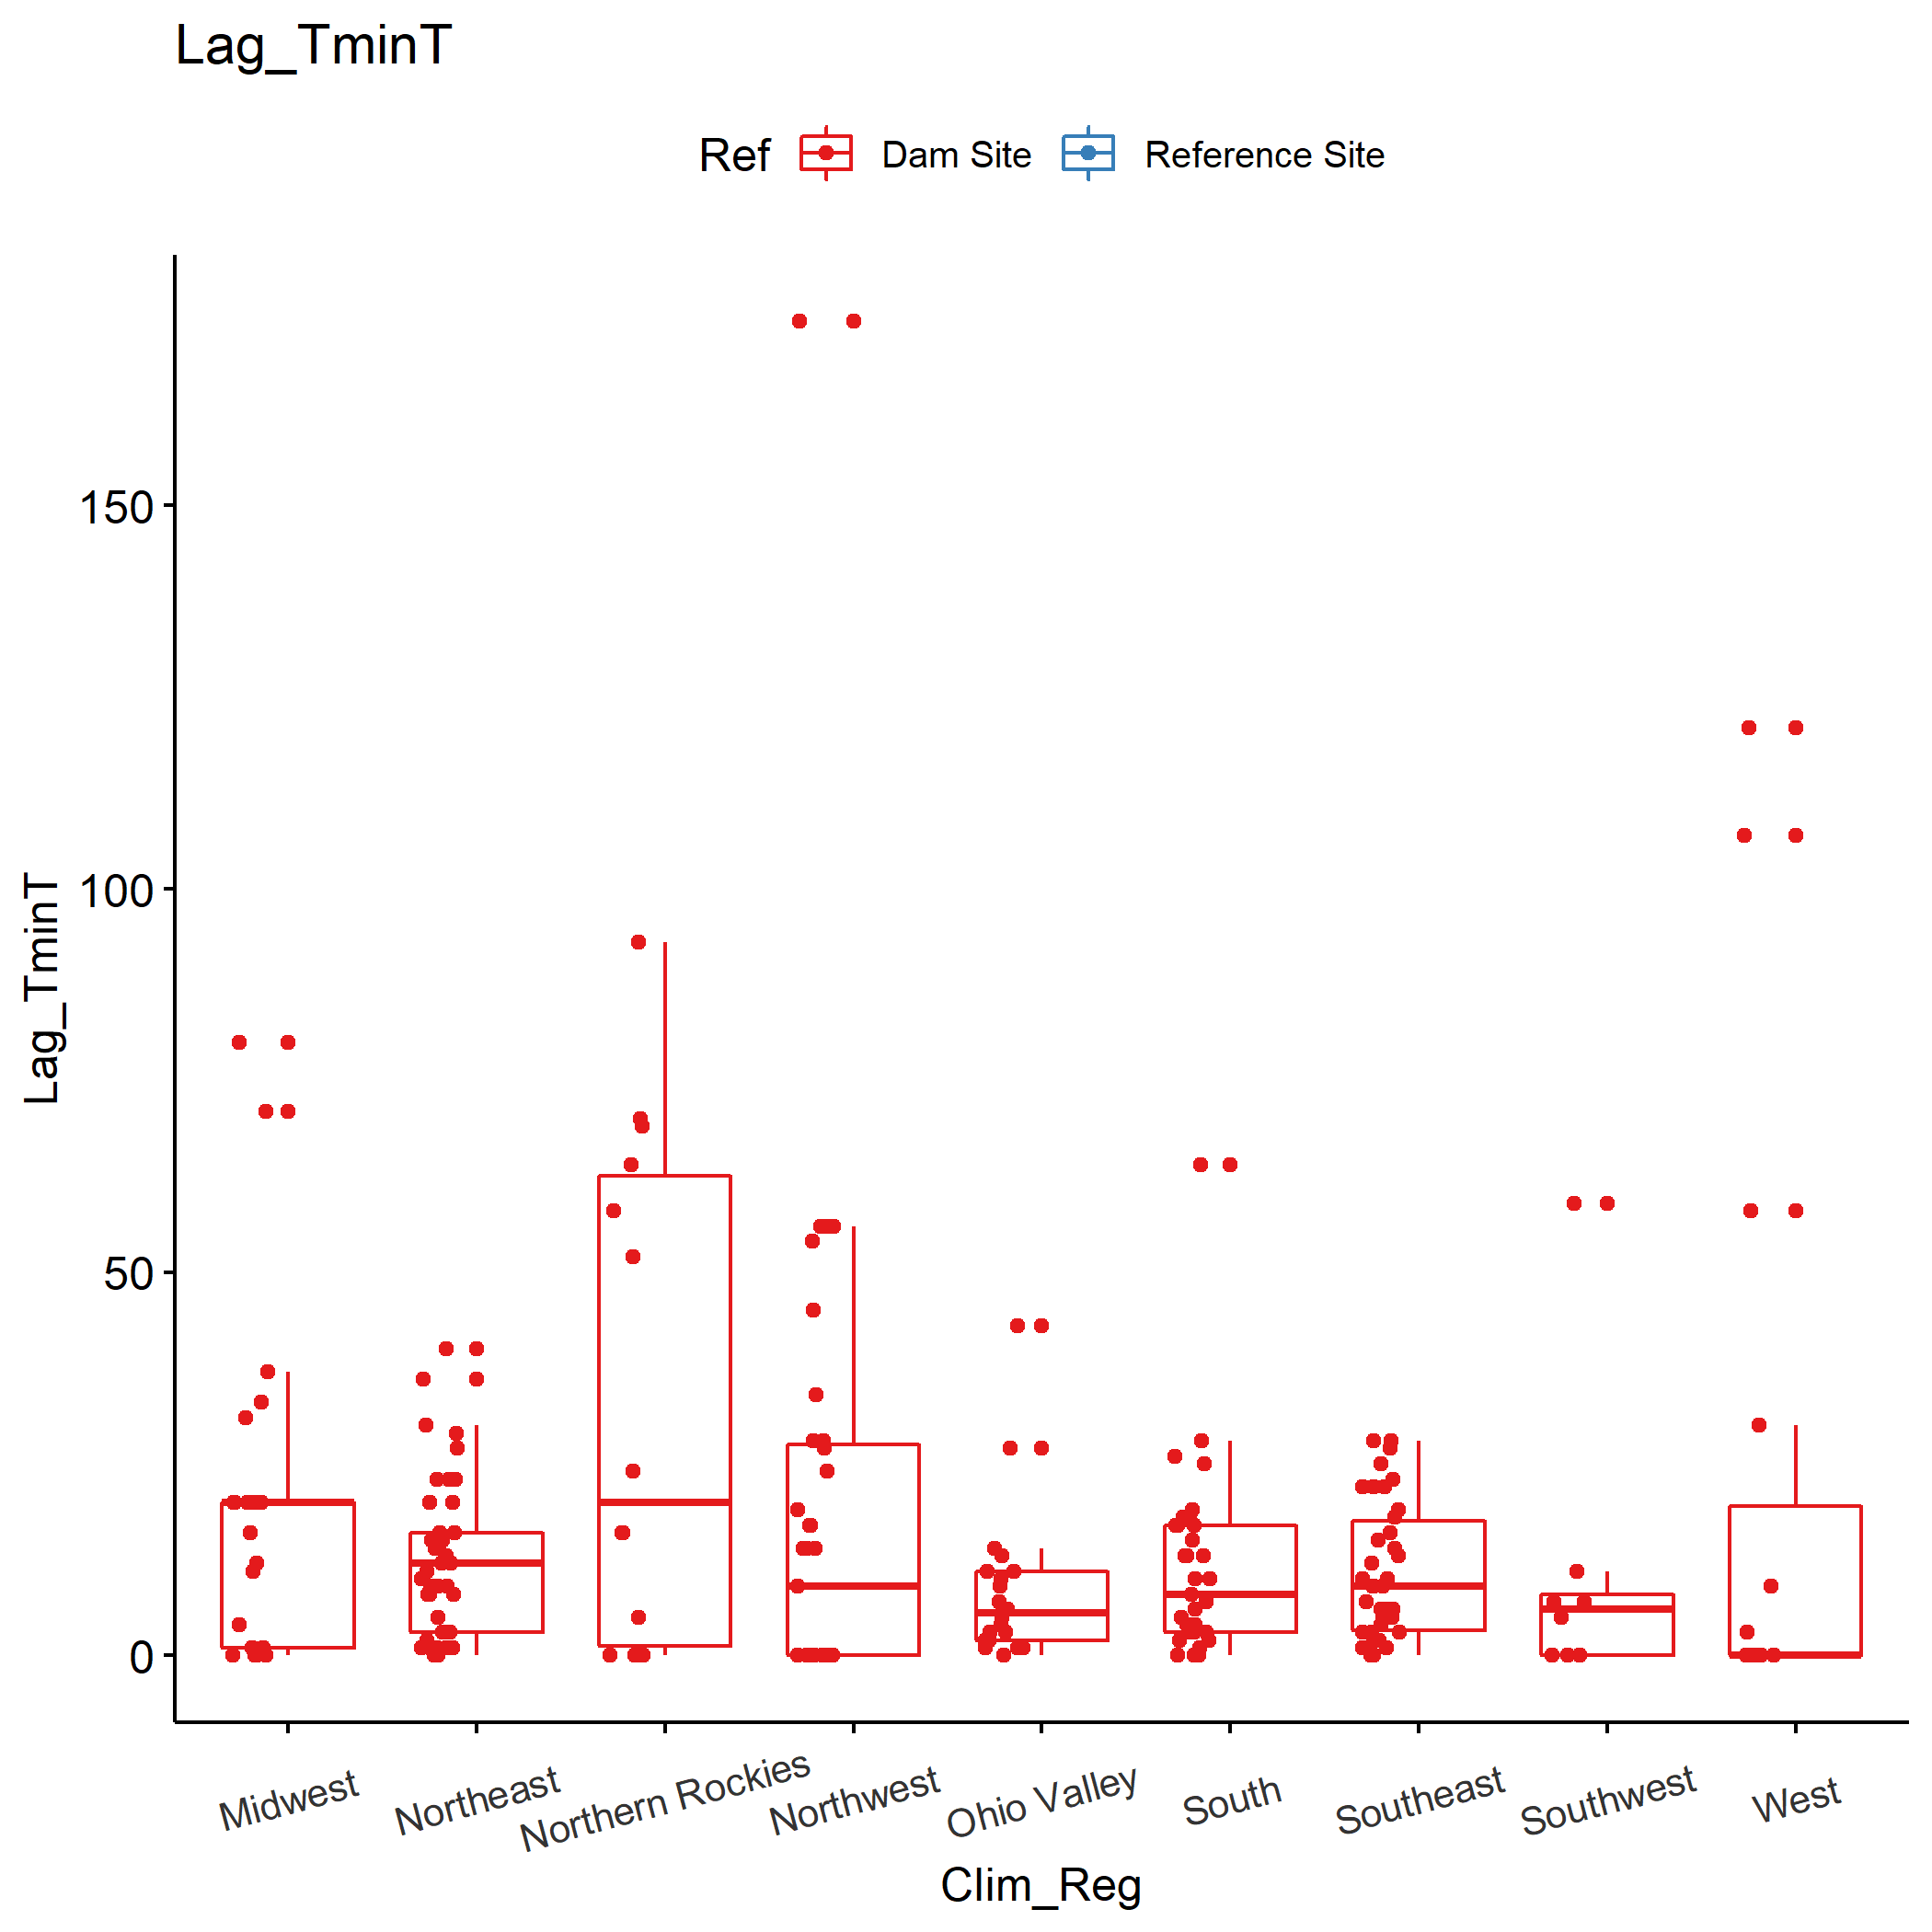 Lag_TminT
Ref Dam Site Reference Site
150
100
50
0
Lag_TminT
Midwest Northeast Northern Rockies Northwest Ohio Valley South Southeast Southwest West
Clim_Reg